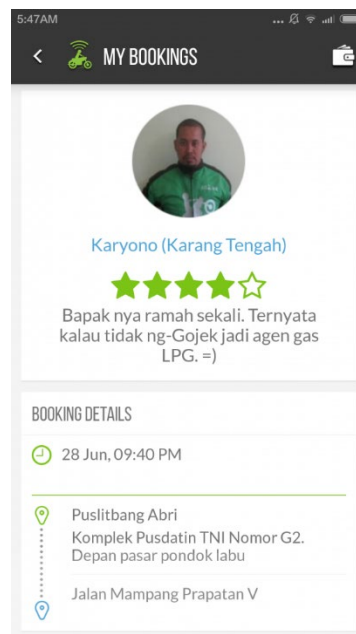 5:47AM
MY BOOKINGS
Karyono (Karang Tengah)
Bapak nya ramah sekali. Ternyata
kalau tidak ng-Gojek jadi agen gas
LPG. =)
BOOKING DETAILS
28 Jun, 09:40 PM
Puslitbang Abri
Komplek Pusdatin TNI Nomor G2.
Depan pasar pondok labu
Jalan Mampang Prapatan V